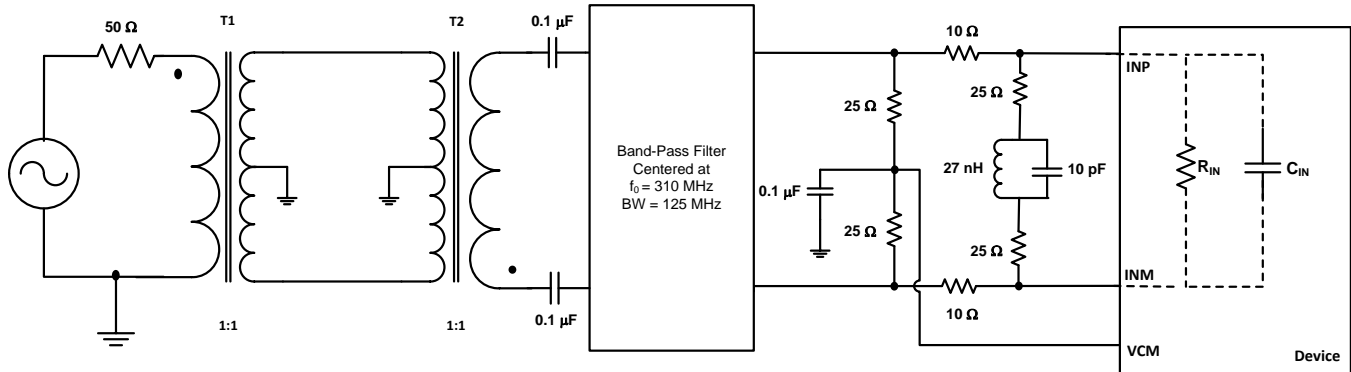 50 Ω
T1
T2
0.1 µF
10 Ω
INP
25 Ω
25 Ω
Band-Pass Filter
Centered at
f0 = 310 MHz
BW = 125 MHz
27 nH
10 pF
RIN
CIN
0.1 µF
25 Ω
25 Ω
INM
10 Ω
0.1 µF
1:1
1:1
VCM
Device